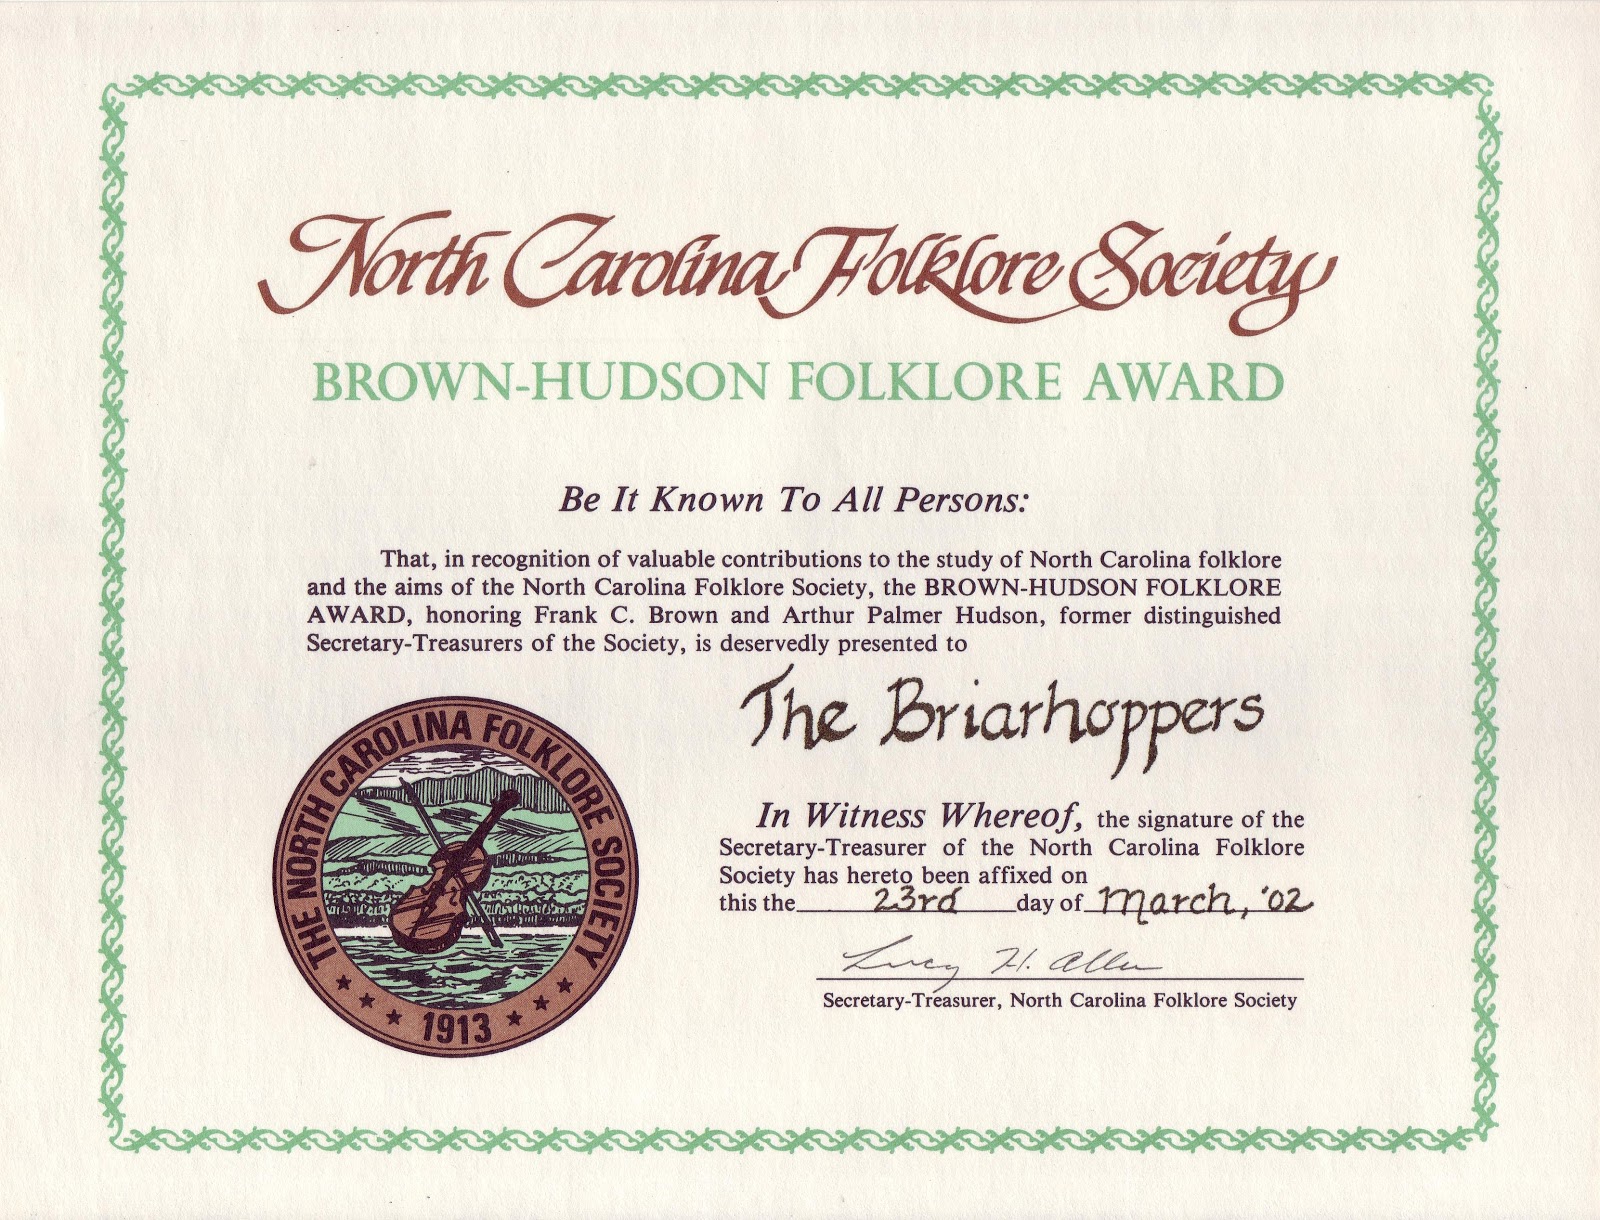 North Carolina Folklore Society
BROWN-HUDSON FOLKLORE AWARD
Be It Known To All Persons:
That, in recognition of valuable contributions to the study of North Carolina folklore
and the aims of the North Carolina Folklore Society, the BROWN-HUDSON FOLKLORE
AWARD, honoring Frank C. Brown and Arthur Palmer Hudson, former distinguished
Secretary-Treasurers of the Society, is deservedly presented to
The Briarhoppers
THE NORTH CAROLINA FOLKLORE SOCIETY
1913
In Witness Whereof, the signature of the
Secretary-Treasurer of the North Carolina Folklore
Society has hereto been affixed on
this the 23rd day of March, '02
Lucy H. Allen
Secretary-Treasurer, North Carolina Folklore Society